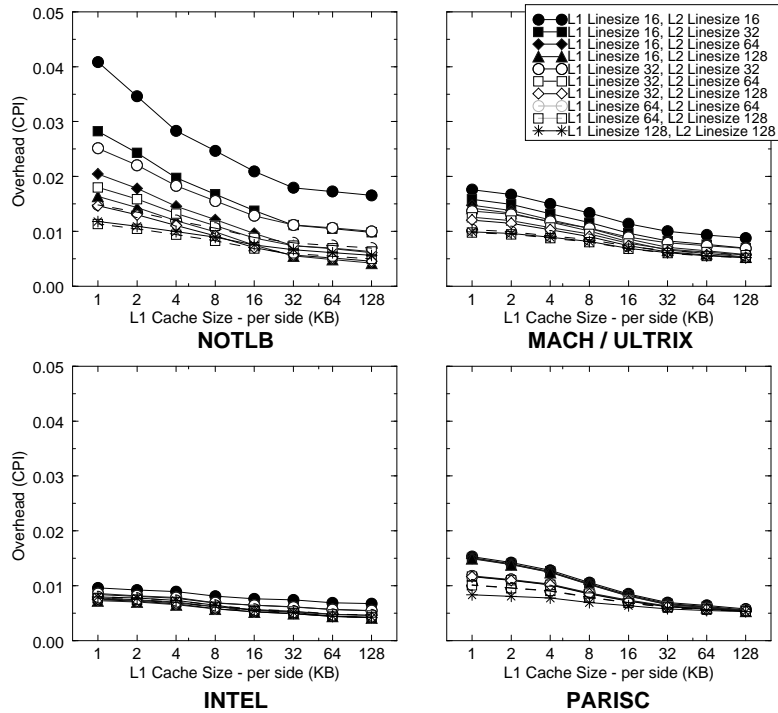 0.05
0.04
0.03
0.02
0.01
0.00
Overhead (CPI)
1 2 4 8 16 32 64 128
L1 Cache Size - per side (KB)
NOTLB
L1 Linesize 16, L2 Linesize 16
L1 Linesize 16, L2 Linesize 32
L1 Linesize 16, L2 Linesize 64
L1 Linesize 16, L2 Linesize 128
L1 Linesize 32, L2 Linesize 32
L1 Linesize 32, L2 Linesize 64
L1 Linesize 32, L2 Linesize 128
L1 Linesize 64, L2 Linesize 64
L1 Linesize 64, L2 Linesize 128
L1 Linesize 128, L2 Linesize 128
1 2 4 8 16 32 64 128
L1 Cache Size - per side (KB)
MACH / ULTRIX
0.05
0.04
0.03
0.02
0.01
0.00
Overhead (CPI)
1 2 4 8 16 32 64 128
L1 Cache Size - per side (KB)
INTEL
1 2 4 8 16 32 64 128
L1 Cache Size - per side (KB)
PARISC